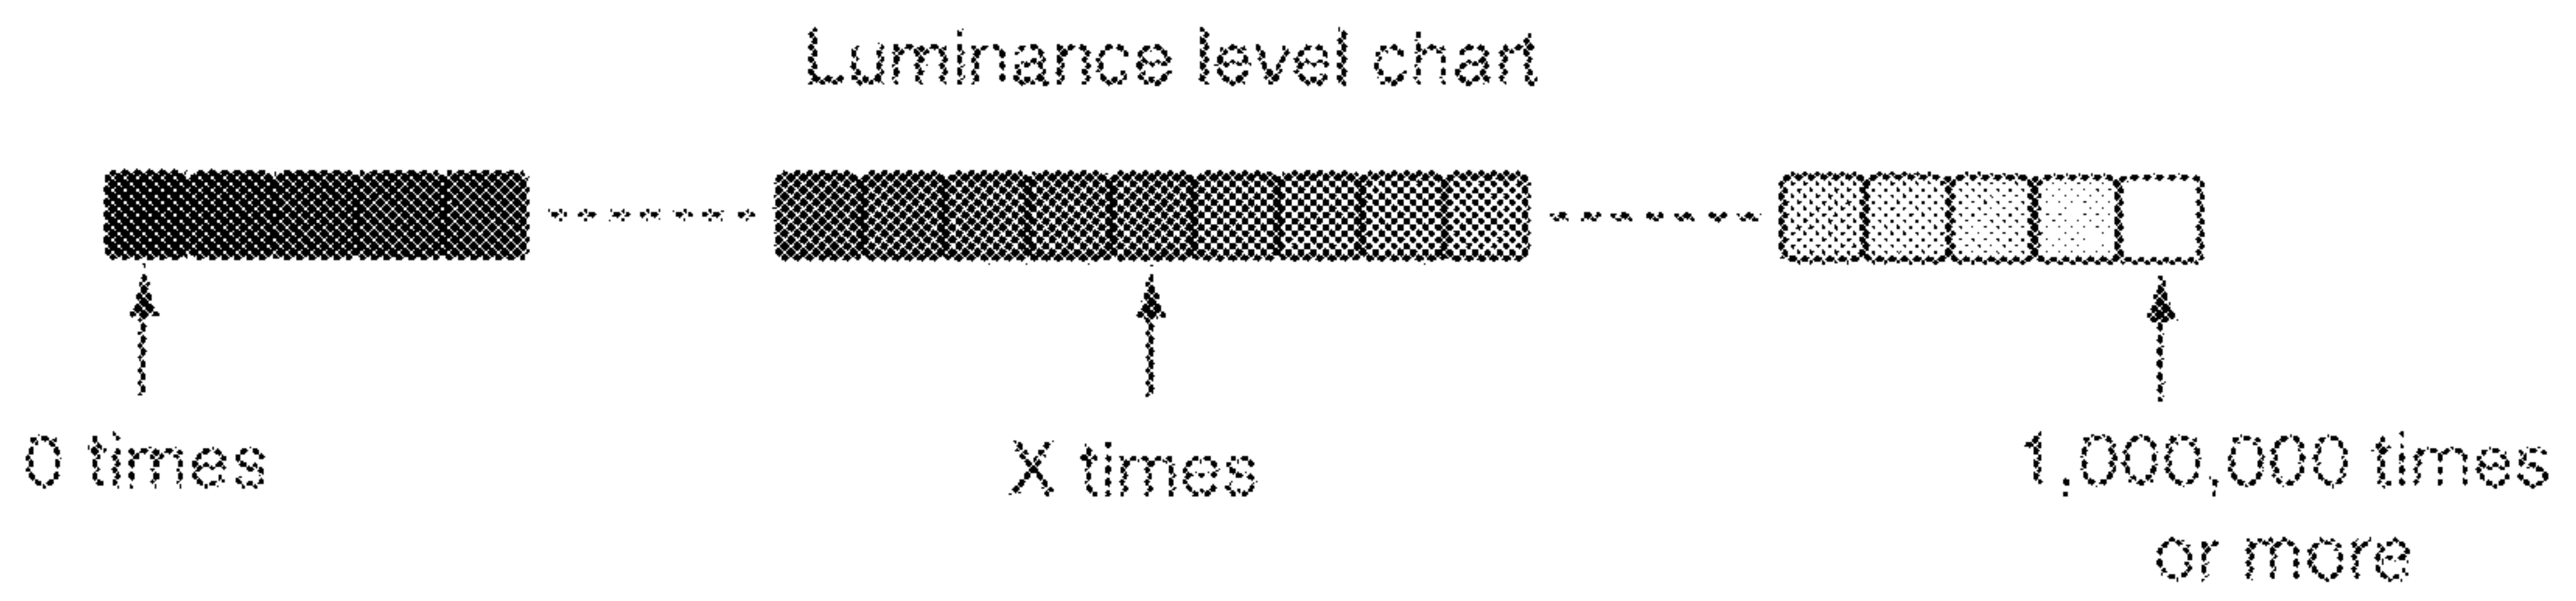 Luminance level chart
0 times
X times
1,000,000 times
or more